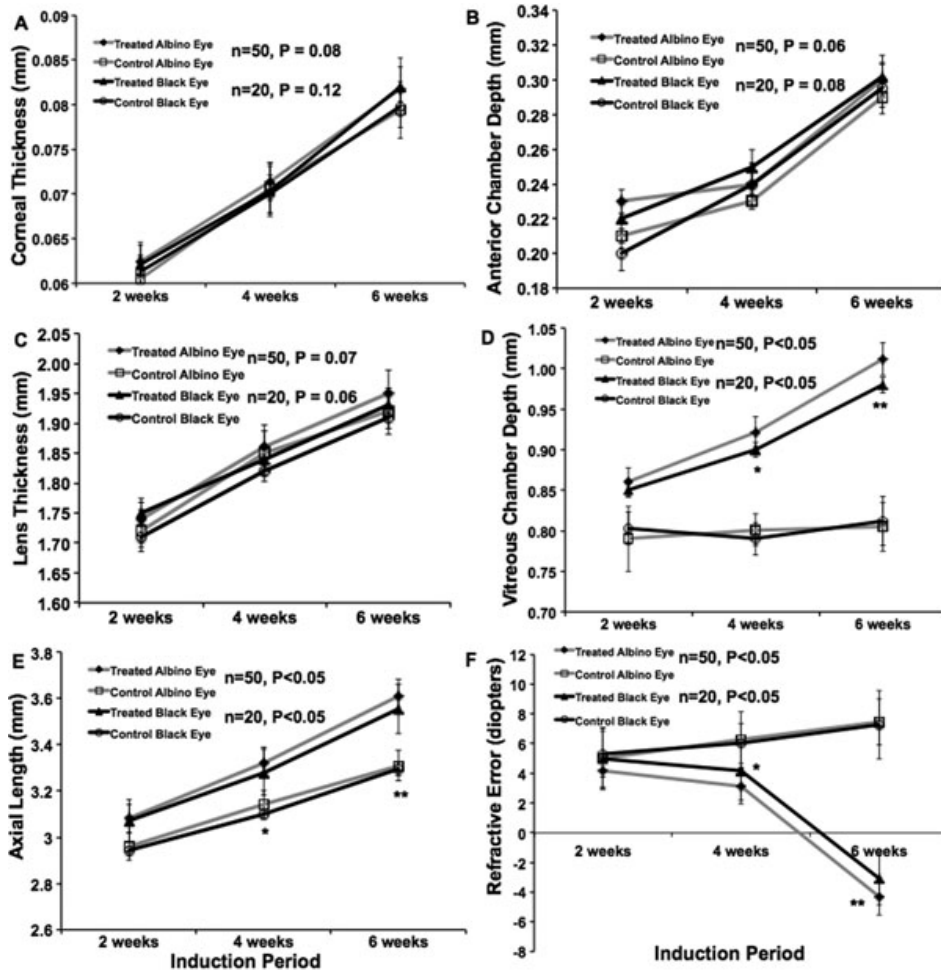 A
Corneal Thickness (mm)
0.09
0.085
0.08
0.075
0.07
0.065
0.06
Treated Albino Eye
Control Albino Eye
Treated Black Eye
Control Black Eye
n=50, P = 0.08
n=20, P = 0.12
2 weeks
4 weeks
6 weeks
B
Anterior Chamber Depth (mm)
0.34
0.32
0.30
0.28
0.26
0.24
0.22
0.20
0.18
Treated Albino Eye
Control Albino Eye
Treated Black Eye
Control Black Eye
n=50, P = 0.06
n=20, P = 0.08
2 weeks
4 weeks
6 weeks
C
Lens Thickness (mm)
2.05
2.00
1.95
1.90
1.85
1.80
1.75
1.70
1.65
1.60
Treated Albino Eye
Control Albino Eye
Treated Black Eye
Control Black Eye
n=50, P = 0.07
n=20, P = 0.06
2 weeks
4 weeks
6 weeks
D
Vitreous Chamber Depth (mm)
1.05
1.00
0.95
0.90
0.85
0.80
0.75
0.70
Treated Albino Eye
Control Albino Eye
Treated Black Eye
Control Black Eye
n=50, P<0.05
n=20, P<0.05
*
**
2 weeks
4 weeks
6 weeks
E
Axial Length (mm)
3.8
3.6
3.4
3.2
3
2.8
2.6
Treated Albino Eye
Control Albino Eye
Treated Black Eye
Control Black Eye
n=50, P<0.05
n=20, P<0.05
*
**
2 weeks
4 weeks
6 weeks
Induction Period
F
Refractive Error (diopters)
12
10
8
6
4
2
0
-2
-4
-6
-8
Treated Albino Eye
Control Albino Eye
Treated Black Eye
Control Black Eye
n=50, P<0.05
n=20, P<0.05
*
**
2 weeks
4 weeks
6 weeks
Induction Period